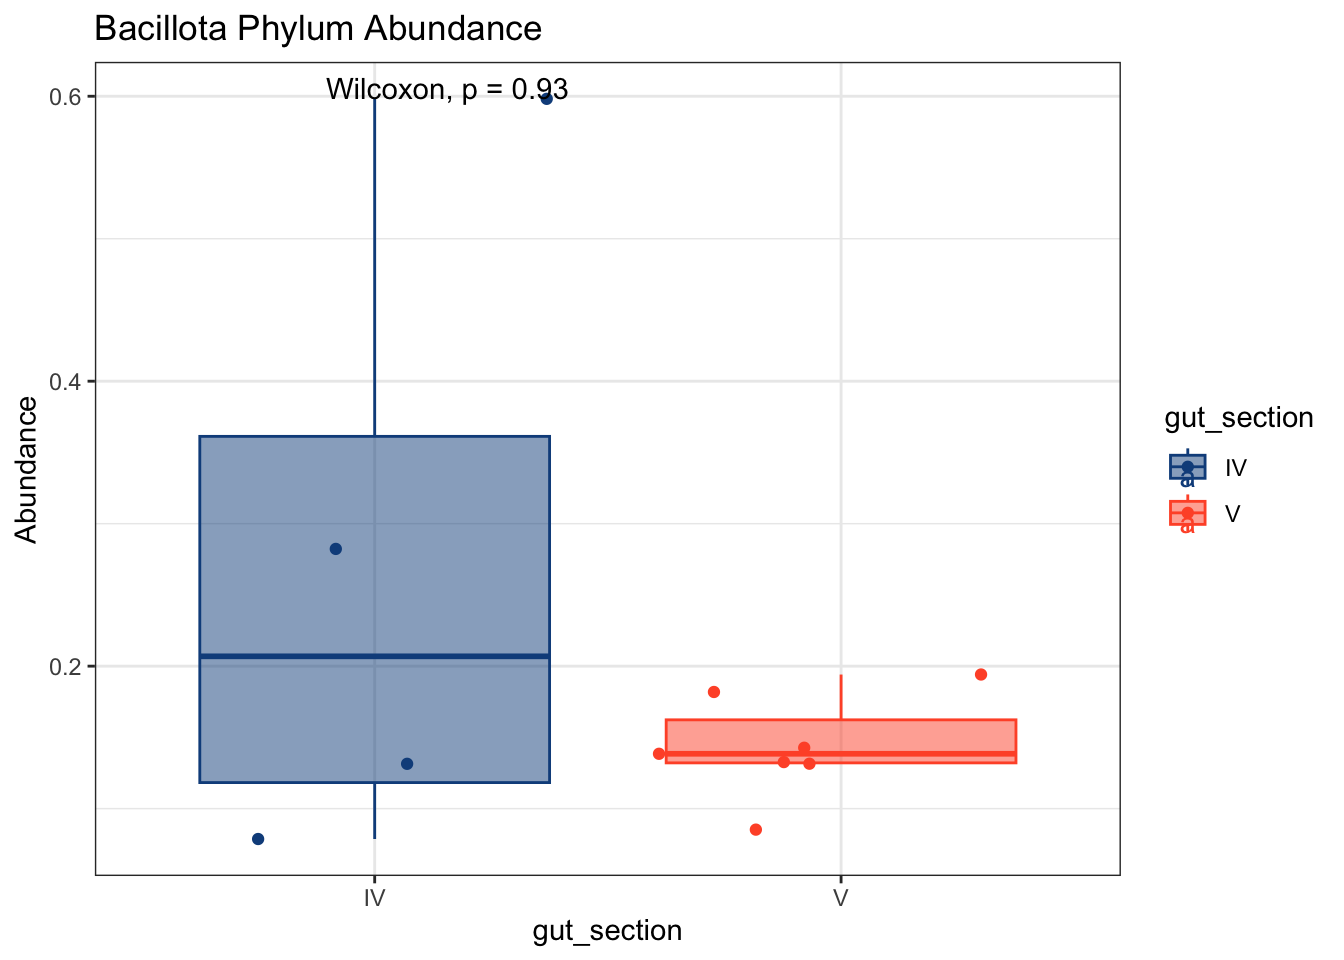 Bacillota Phylum Abundance
Wilcoxon, p = 0.93
0.6
0.4
0.2
Abundance
IV
V
gut_section
gut_section
a
IV
a
V